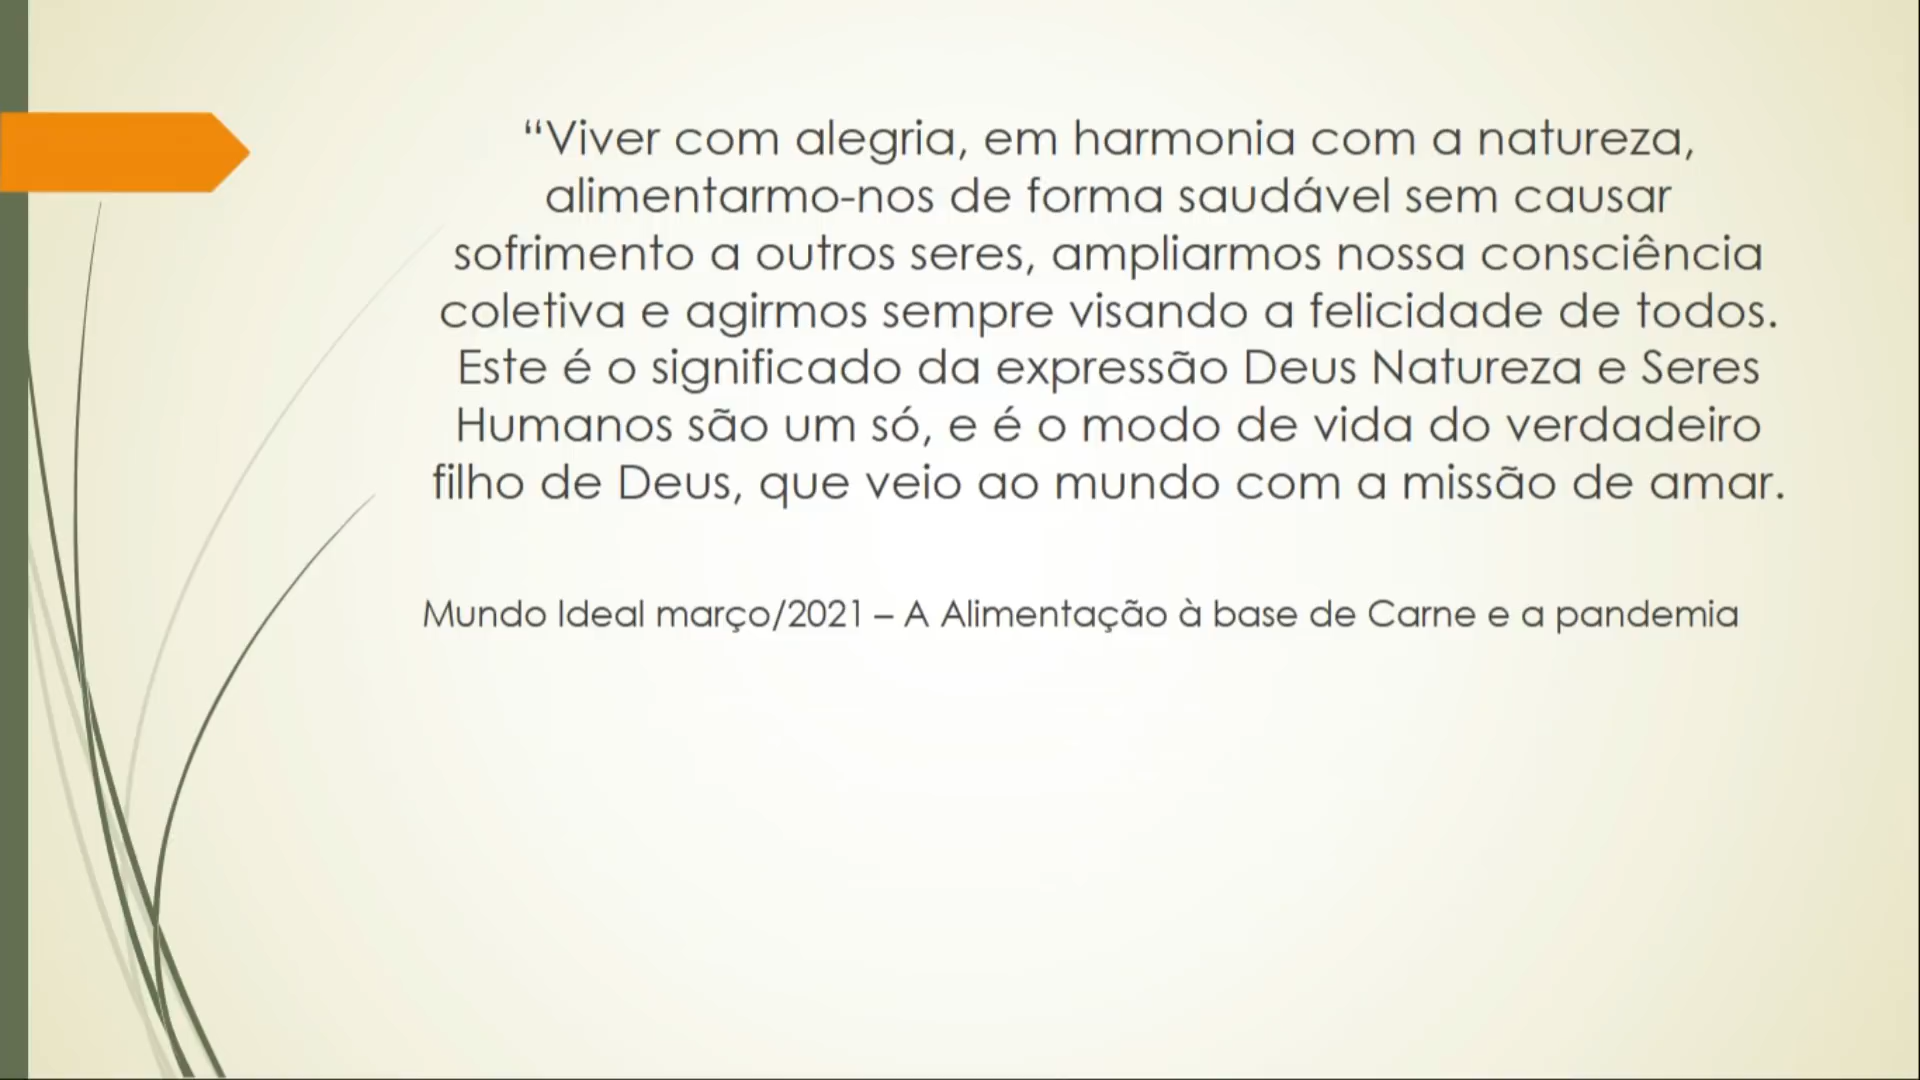 “Viver com alegria, em harmonia com a natureza,
alimentarmo-nos de forma saudável sem causar
sofrimento a outros seres, ampliarmos nossa consciência
coletiva e agirmos sempre visando a felicidade de todos.
Este é o significado da expressão Deus Natureza e Seres
Humanos são um só, e é o modo de vida do verdadeiro
filho de Deus, que veio ao mundo com a missão de amar.
Mundo Ideal março/2021 – A Alimentação à base de Carne e a pandemia